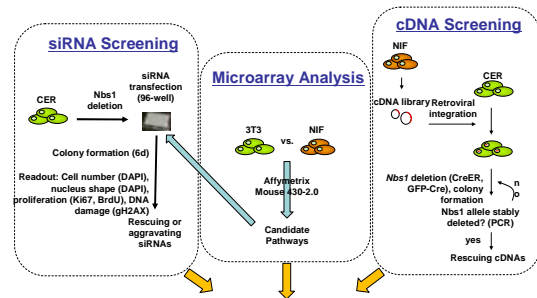 siRNA Screening
CER
Nbs1
deletion
siRNA
transfection
(96-well)
Colony formation (6d)
Readout: Cell number (DAPI),
nucleus shape (DAPI),
proliferation (Ki67, BrdU), DNA
damage (gH2AX)
Rescuing or
aggravating
siRNAs
Microarray Analysis
3T3
vs.
NIF
Affymetrix
Mouse 430-2.0
Candidate
Pathways
cDNA Screening
NIF
cDNA library
Retroviral
integration
CER
Nbs1 deletion (CreER,
GFP-Cre), colony
formation
no
Nbs1 allele stably
deleted? (PCR)
yes
Rescuing cDNAs